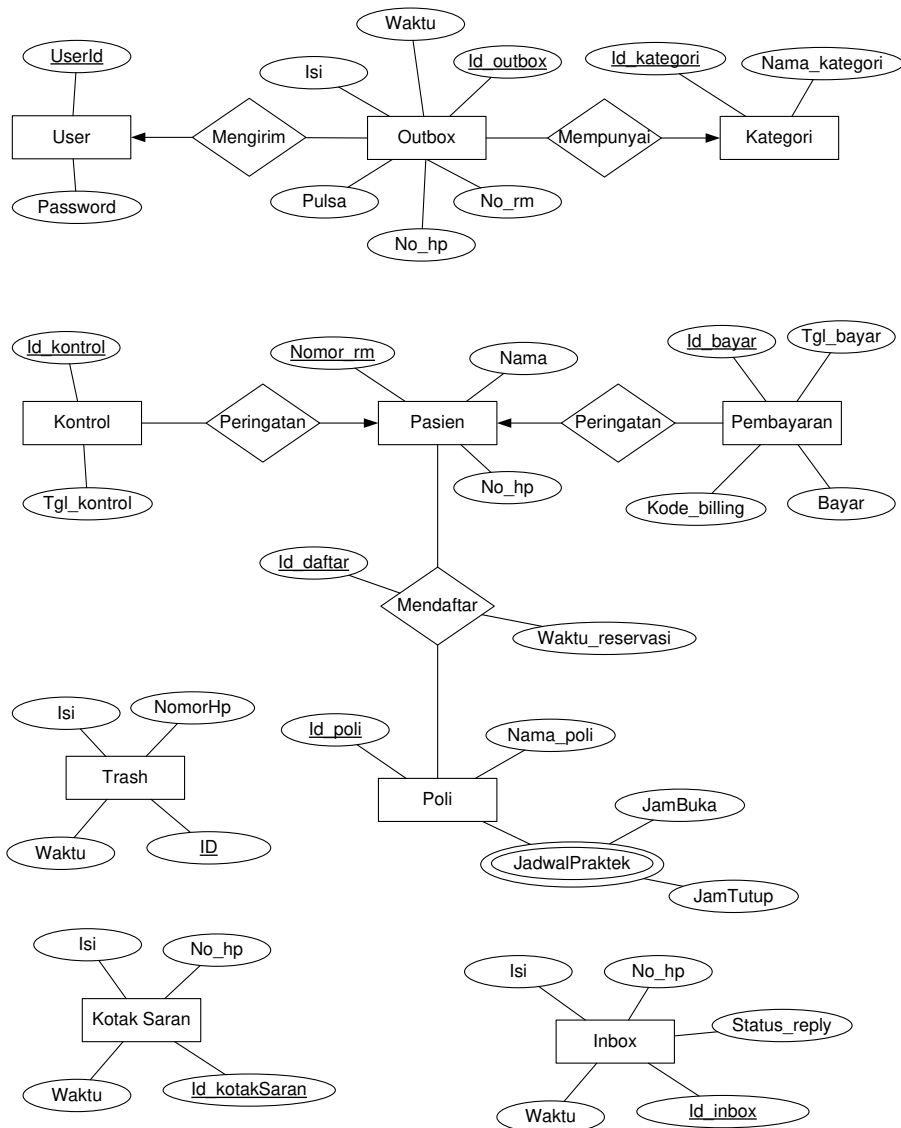 Waktu
UserId
Id_outbox
Id_kategori
Nama_kategori
Isi
User
Mengirim
Outbox
Mempunyai
Kategori
Password
Pulsa
No_rm
No_hp
Id_kontrol
Nomor_rm
Nama
Id_bayar
Tgl_bayar
Kontrol
Peringatan
Pasien
Peringatan
Pembayaran
Tgl_kontrol
No_hp
Kode_billing
Bayar
Id_daftar
Mendaftar
Waktu_reservasi
Isi
NomorHp
Id_poli
Nama_poli
Trash
Poli
JamBuka
Waktu
ID
JadwalPraktek
JamTutup
Isi
No_hp
Isi
No_hp
Kotak Saran
Status_reply
Inbox
Waktu
Id_kotakSaran
Waktu
Id_inbox